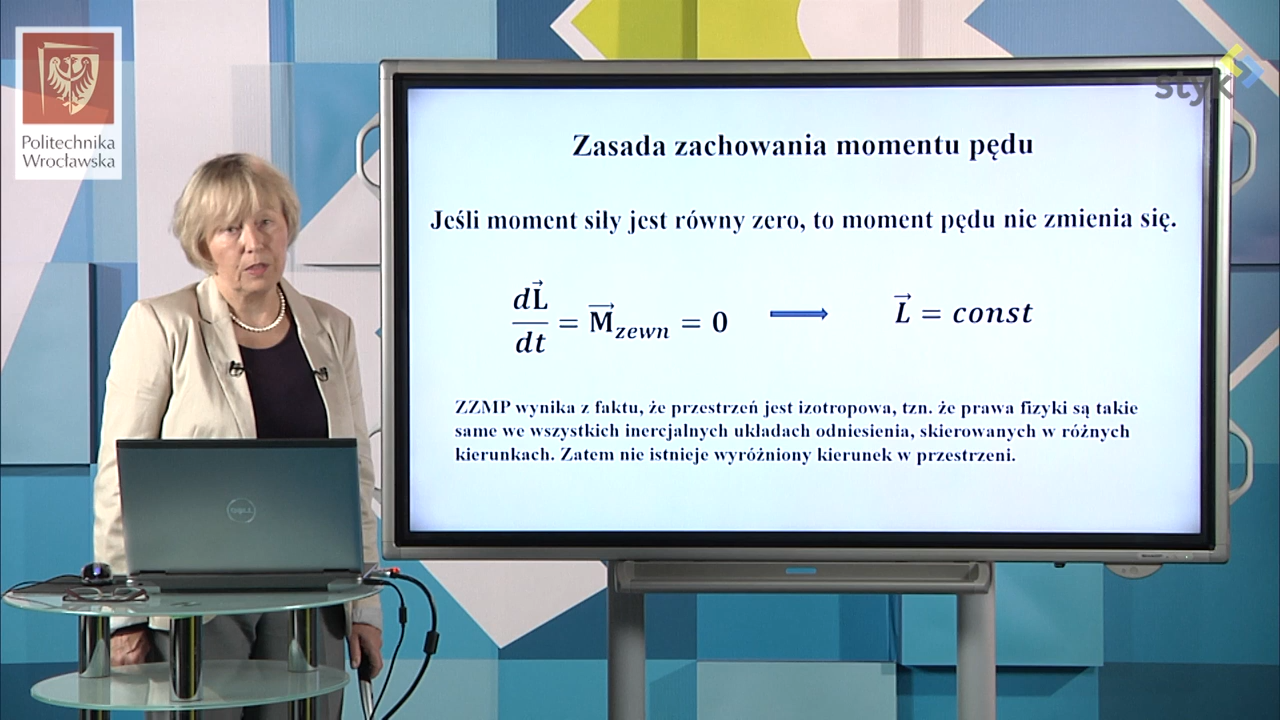 Politechnika
Wrocławska
styk
Zasada zachowania momentu pędu
Jeśli moment siły jest równy zero, to moment pędu nie zmienia się.
dL⃗/dt = M⃗zewn = 0 → L⃗ = const
ZZMP wynika z faktu, że przestrzeń jest izotropowa, tzn. że prawa fizyki są takie
same we wszystkich inercjalnych układach odniesienia, skierowanych w różnych
kierunkach. Zatem nie istnieje wyróżniony kierunek w przestrzeni.
DELL